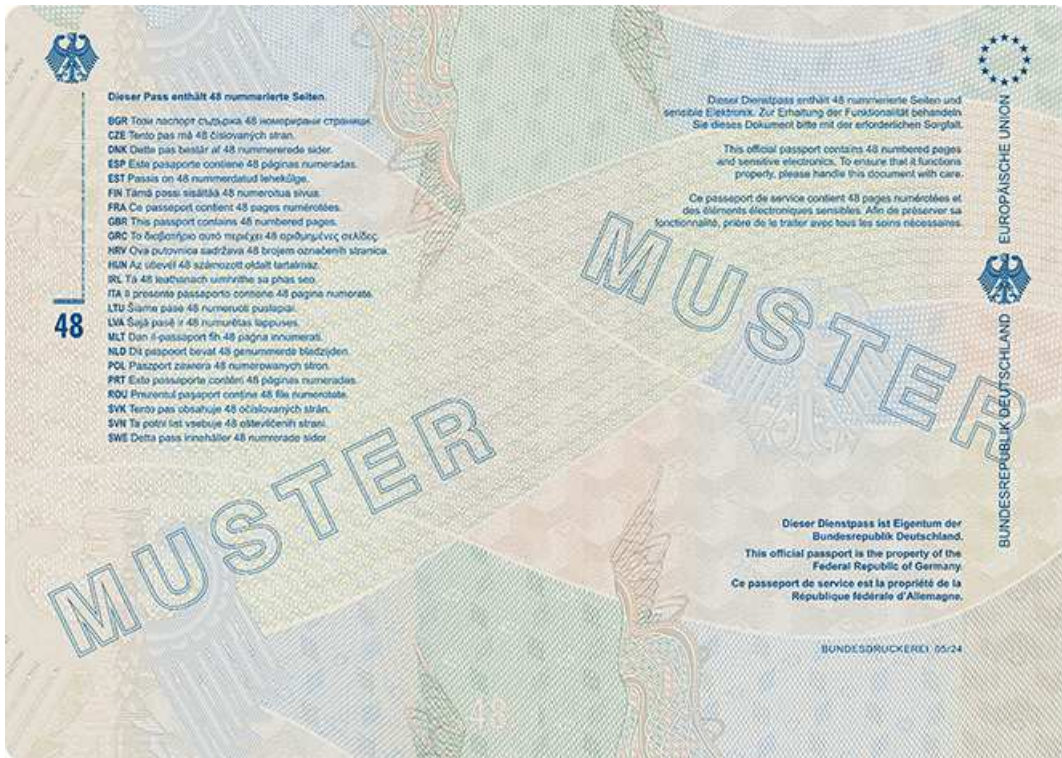 Dieser Pass enthält 48 nummerierte Seiten.
BGR Този паспорт съдържа 48 номерирани страници.
CZE Tento pas má 48 číslovaných stran.
DNK Dette pas består af 48 nummererede sider.
ESP Este pasaporte contiene 48 páginas numeradas.
EST Passis on 48 nummerdatud lehekülge.
FIN Tämä passi sisältää 48 numeroitua sivua.
FRA Ce passeport contient 48 pages numérotées.
GBR This passport contains 48 numbered pages.
GRC Το διαβατήριο αυτό περιέχει 48 αριθμημένες σελίδες.
HRV Ova putovnica sadržava 48 brojem označenih stranica.
HUN Az útlevél 48 számozott oldalt tartalmaz.
IRL Tá 48 leathanach uimhrithe sa phas seo.
ITA Il presente passaporto contiene 48 pagine numerate.
LTU Šiame pase 48 numeruoti puslapiai.
LVA Šajā pasē ir 48 numurētas lappuses.
MLT Dan il-passaport fih 48 paġna innumerati.
NLD Dit paspoort bevat 48 genummerde bladzijden.
POL Paszport zawiera 48 numerowanych stron.
PRT Este passaporte contém 48 páginas numeradas.
ROU Prezentul paşaport conţine 48 file numerotate.
SVK Tento pas obsahuje 48 očíslovaných strán.
SVN Ta potni list vsebuje 48 oštevilčenih strani.
SWE Detta pass innehåller 48 numrerade sidor.
48
MUSTER
Dieser Dienstpass enthält 48 nummerierte Seiten und
sensible Elektronik. Zur Erhaltung der Funktionalität behandeln
Sie dieses Dokument bitte mit der erforderlichen Sorgfalt.
This official passport contains 48 numbered pages
and sensitive electronics. To ensure that it functions
properly, please handle this document with care.
Ce passeport de service contient 48 pages numérotées et
des éléments électroniques sensibles. Afin de préserver sa
fonctionnalité, prière de le traiter avec tous les soins nécessaires.
MUSTER
BUNDESREPUBLIK DEUTSCHLAND
EUROPÄISCHE UNION
Dieser Dienstpass ist Eigentum der
Bundesrepublik Deutschland.
This official passport is the property of the
Federal Republic of Germany.
Ce passeport de service est la propriété de la
République fédérale d'Allemagne.
BUNDESDRUCKEREI 05/24
48